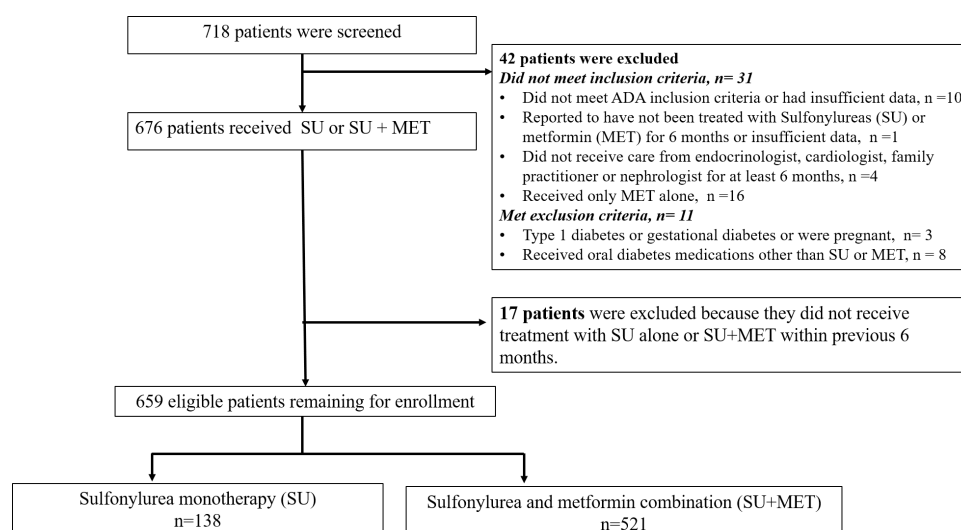 718 patients were screened
42 patients were excluded
Did not meet inclusion criteria, n= 31
• Did not meet ADA inclusion criteria or had insufficient data, n =10
• Reported to have not been treated with Sulfonylureas (SU) or
metformin (MET) for 6 months or insufficient data, n =1
• Did not receive care from endocrinologist, cardiologist, family
practitioner or nephrologist for at least 6 months, n =4
• Received only MET alone, n =16
Met exclusion criteria, n= 11
• Type 1 diabetes or gestational diabetes or were pregnant, n= 3
• Received oral diabetes medications other than SU or MET, n = 8
676 patients received SU or SU + MET
17 patients were excluded because they did not receive
treatment with SU alone or SU+MET within previous 6
months.
659 eligible patients remaining for enrollment
Sulfonylurea monotherapy (SU)
n=138
Sulfonylurea and metformin combination (SU+MET)
n=521